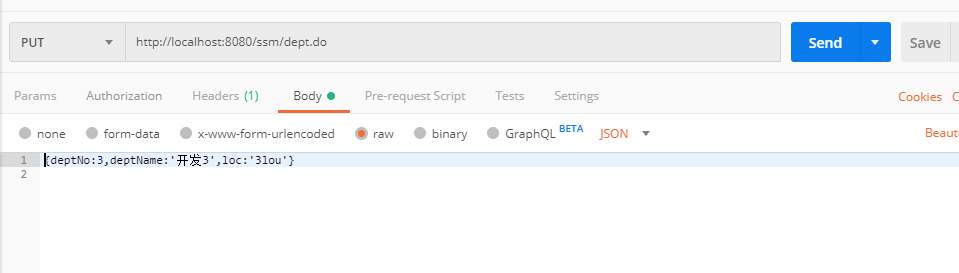 PUT http://localhost:8080/ssm/dept.do Send Save
Params Authorization Headers (1) Body Pre-request Script Tests Settings Cookies C
none form-data x-www-form-urlencoded raw binary GraphQL BETA JSON Beaut
1 {deptNo:3,deptName:'开发3',loc:'3lou'}
2